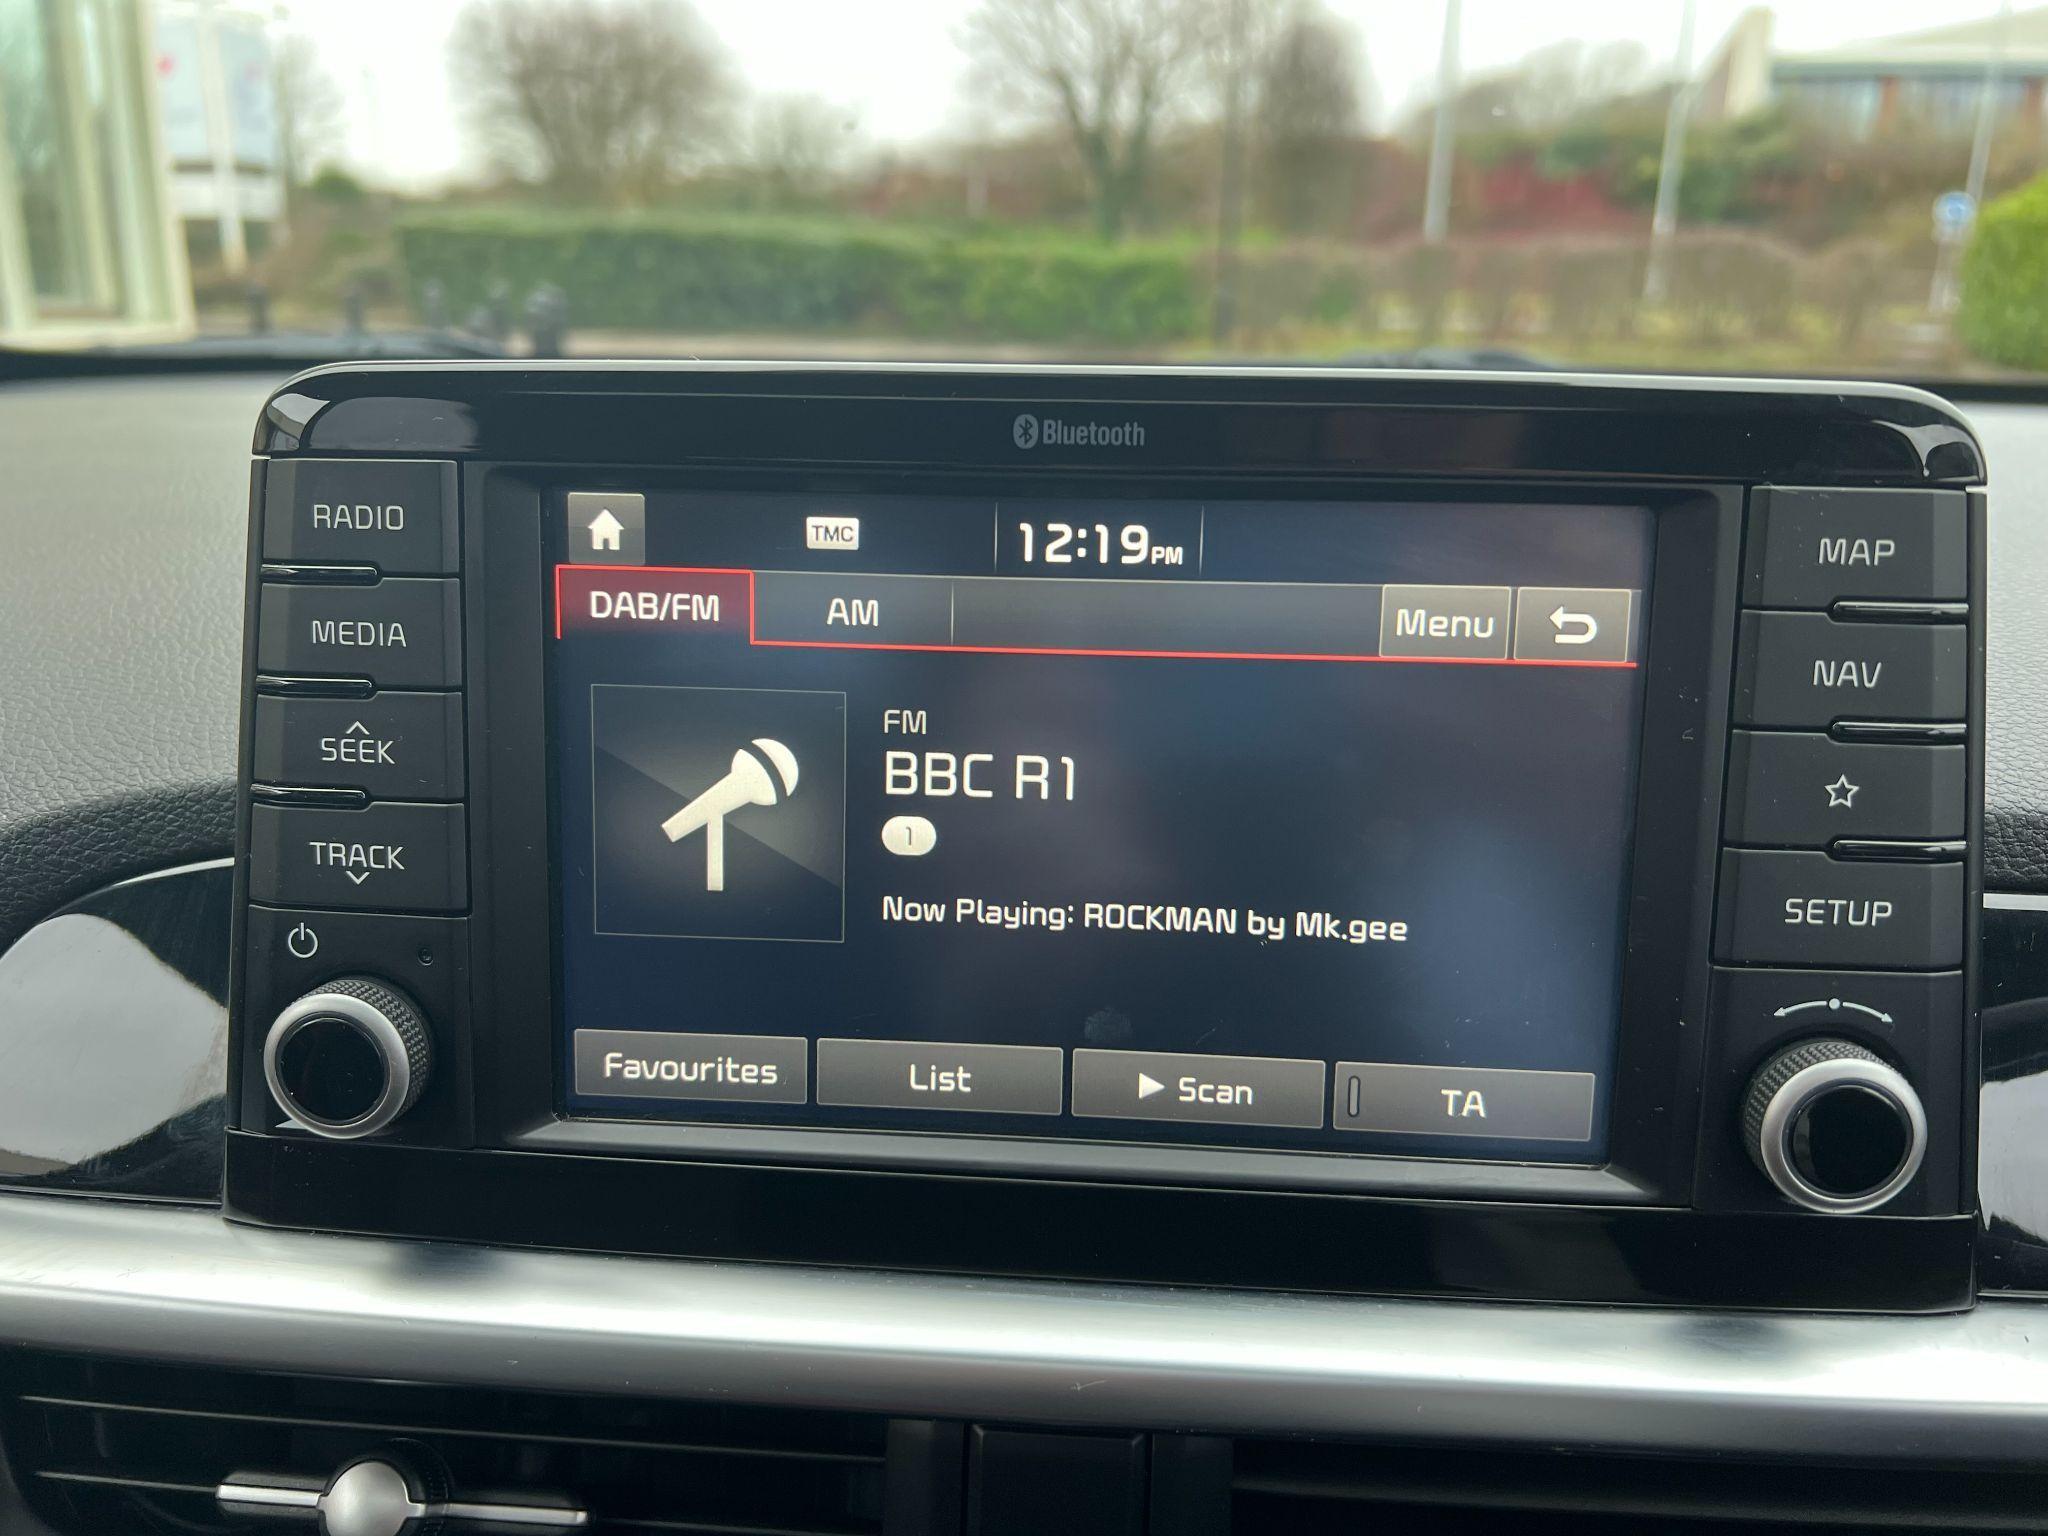 Bluetooth
RADIO
MEDIA
SEEK
TRACK
TMC
12:19PM
DAB/FM
AM
Menu
FM
BBC R1
1
Now Playing: ROCKMAN by Mk.gee
Favourites
List
Scan
TA
MAP
NAV
SETUP